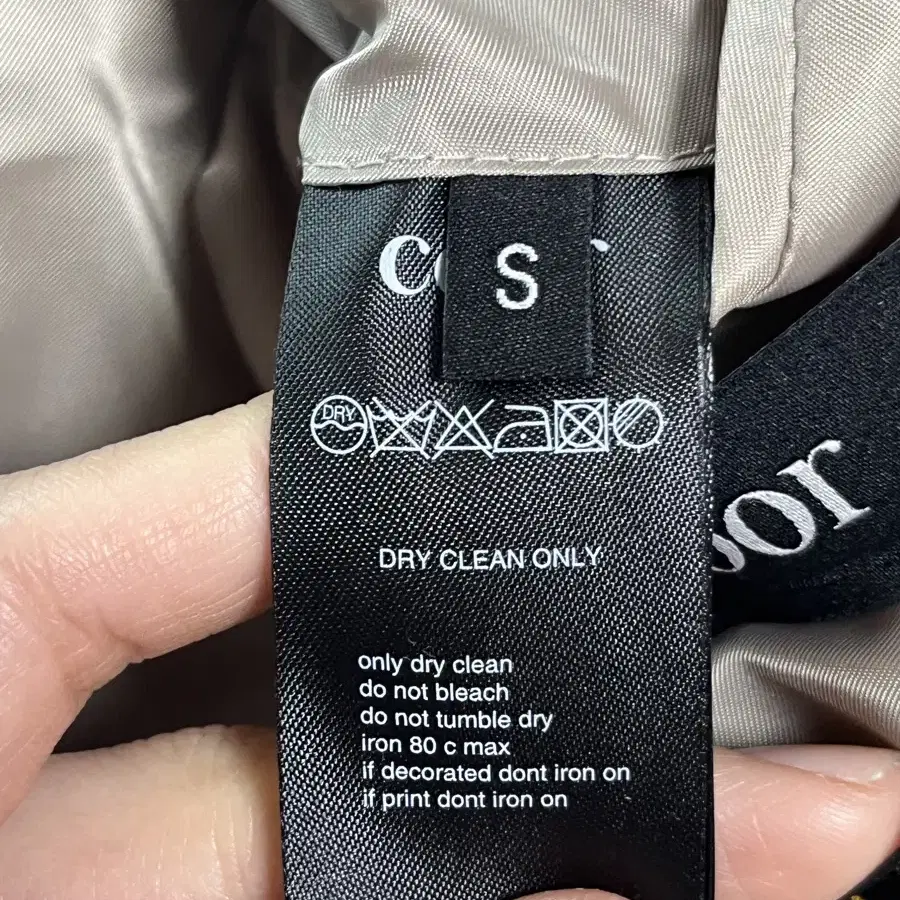 S
DRY
DRY CLEAN ONLY
only dry clean
do not bleach
do not tumble dry
iron 80 c max
if decorated dont iron on
if print dont iron on